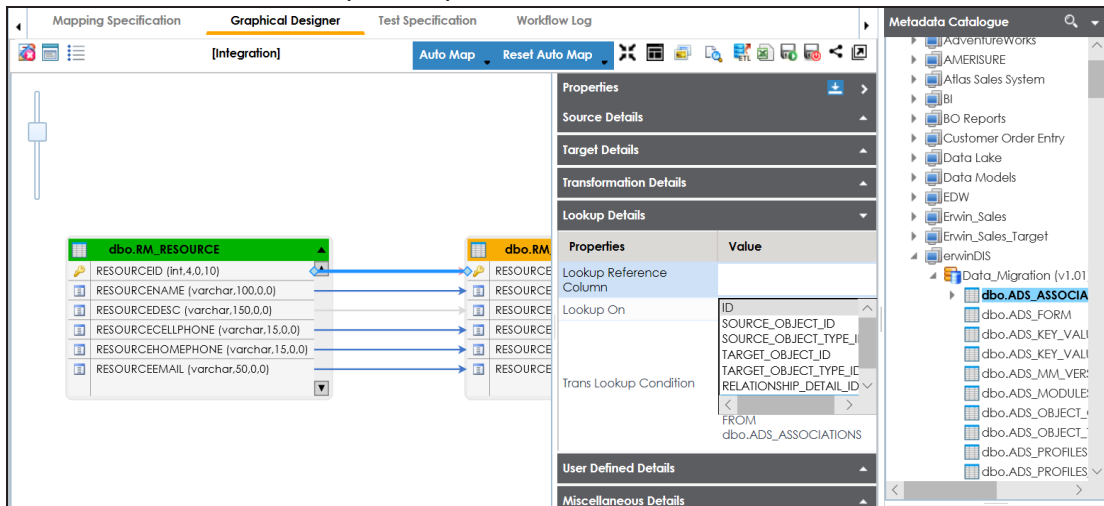 Mapping Specification
Graphical Designer
Test Specification
Workflow Log
[Integration]
Auto Map
Reset Auto Map
ETL
dbo.RM_RESOURCE
RESOURCEID (int,4,0,10)
RESOURCENAME (varchar,100,0,0)
RESOURCEDESC (varchar,150,0,0)
RESOURCECELLPHONE (varchar,15,0,0)
RESOURCEHOMEPHONE (varchar,15,0,0)
RESOURCEEMAIL (varchar,50,0,0)
dbo.RM_
RESOURCE
RESOURCE
RESOURCE
RESOURCE
RESOURCE
RESOURCE
Properties
Source Details
Target Details
Transformation Details
Lookup Details
Properties
Value
Lookup Reference
Column
Lookup On
ID
SOURCE_OBJECT_ID
SOURCE_OBJECT_TYPE_I
TARGET_OBJECT_ID
TARGET_OBJECT_TYPE_ID
RELATIONSHIP_DETAIL_ID
Trans Lookup Condition
FROM
dbo.ADS_ASSOCIATIONS
User Defined Details
Miscellaneous Details
Metadata Catalogue
AdventureWorks
AMERISURE
Atlas Sales System
BI
BO Reports
Customer Order Entry
Data Lake
Data Models
EDW
Erwin_Sales
Erwin_Sales_Target
erwinDIS
Data_Migration (v1.01
dbo.ADS_ASSOCIA
dbo.ADS_FORM
dbo.ADS_KEY_VALU
dbo.ADS_KEY_VALU
dbo.ADS_MM_VERS
dbo.ADS_MODULES
dbo.ADS_OBJECT_
dbo.ADS_OBJECT_
dbo.ADS_PROFILES
dbo.ADS_PROFILES_